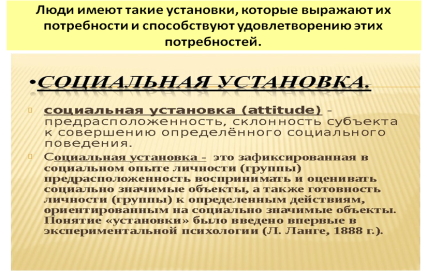 Люди имеют такие установки, которые выражают их
потребности и способствуют удовлетворению этих
потребностей.
•СОЦИАЛЬНАЯ УСТАНОВКА.
социальная установка (attitude) –
предрасположенность, склонность субъекта
к совершению определённого социального
поведения.
Социальная установка - это зафиксированная в
социальном опыте личности (группы)
предрасположенность воспринимать и оценивать
социально значимые объекты, а также готовность
личности (группы) к определенным действиям,
ориентированным на социально значимые объекты.
Понятие «установки» было введено впервые в
экспериментальной психологии (Л. Ланге, 1888 г.).